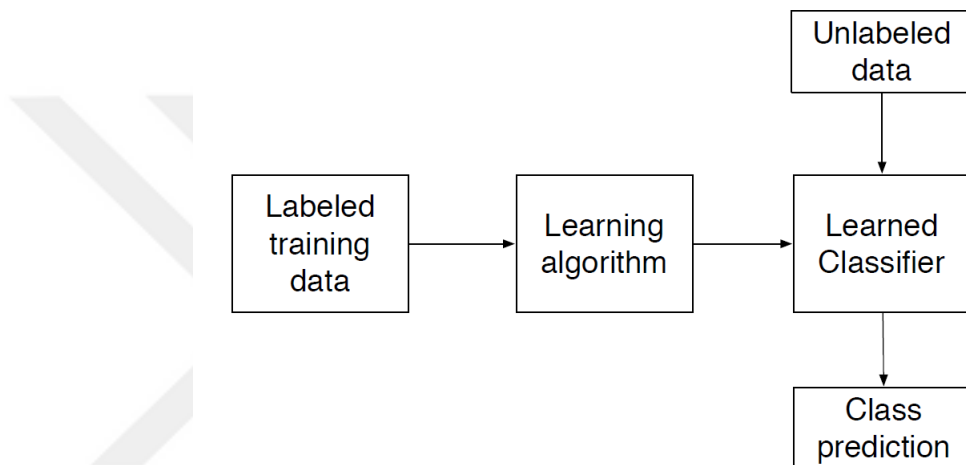 Unlabeled
data
Labeled
training
data
Learning
algorithm
Learned
Classifier
Class
prediction